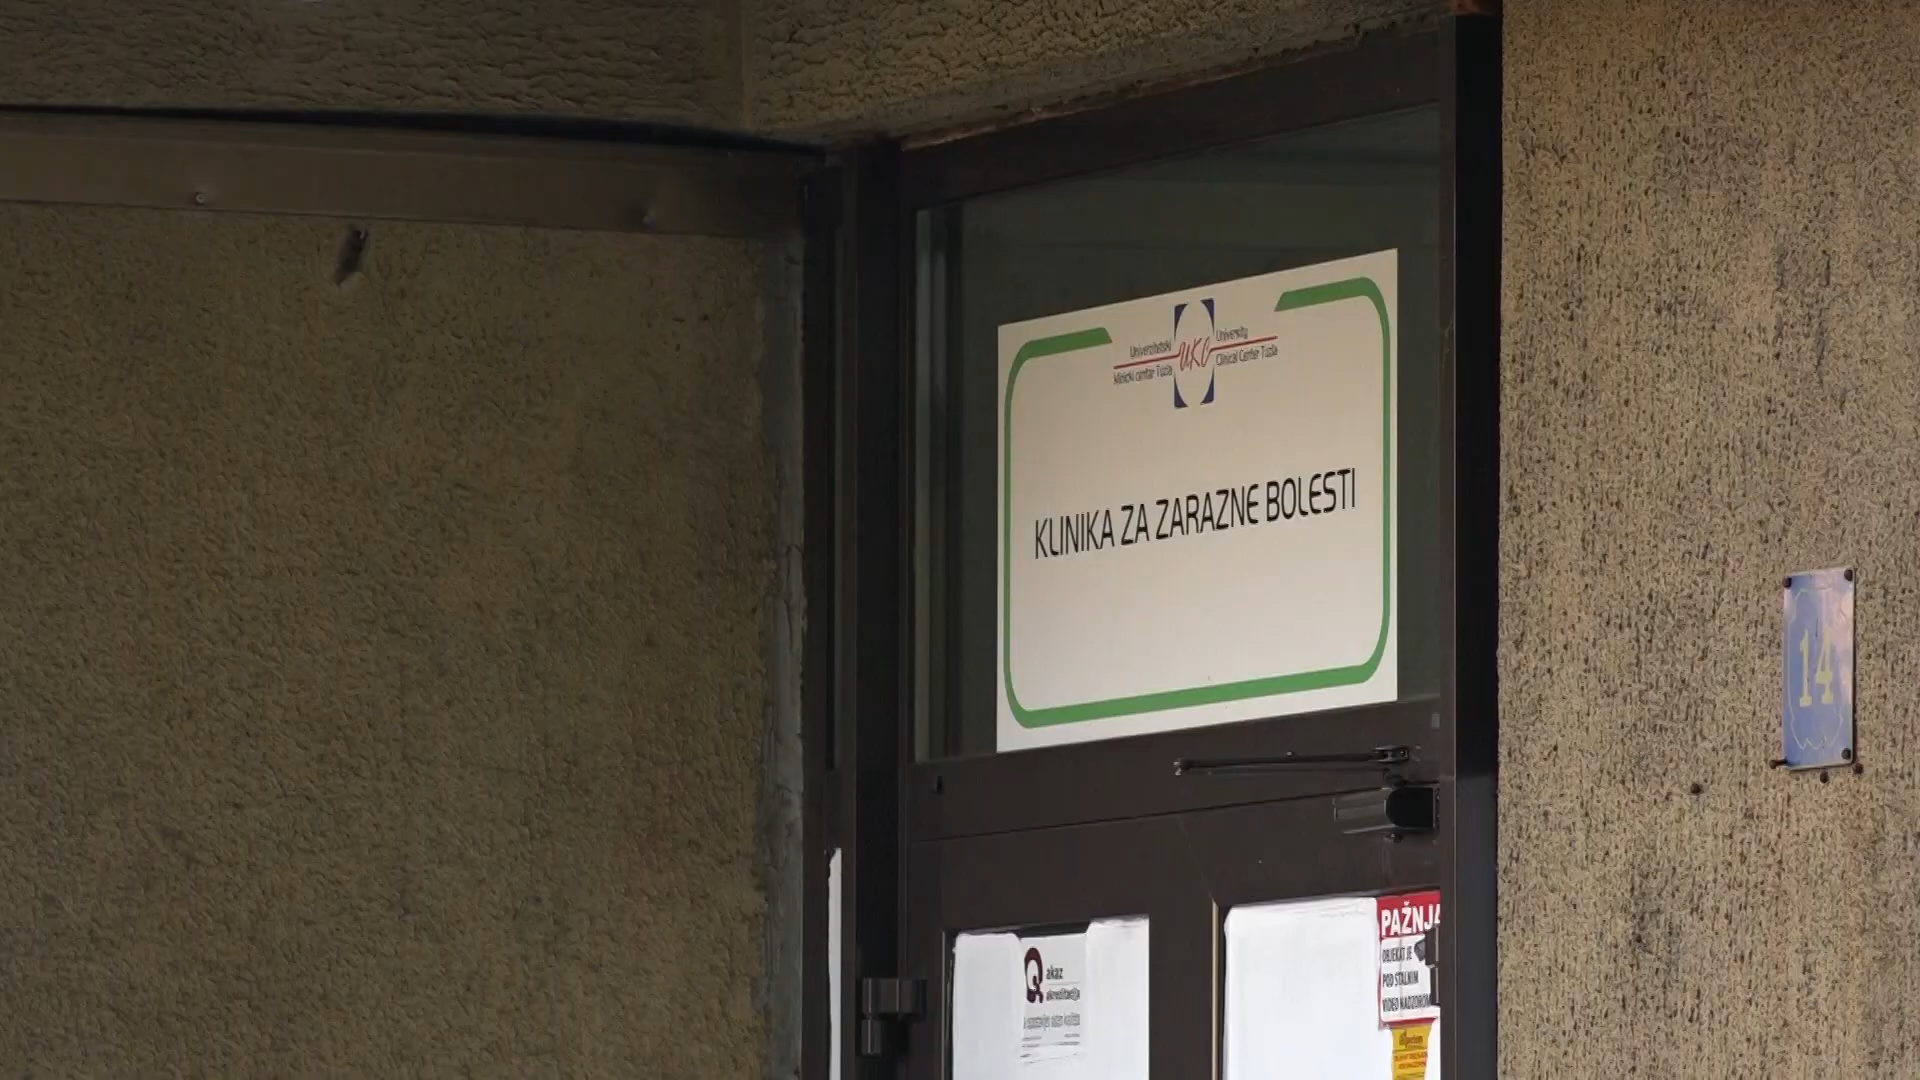 Univerzitetski
klinički centar Tuzla
UKC
University
Clinical Center Tuzla
KLINIKA ZA ZARAZNE BOLESTI
14
akaz
akreditacija
PAŽNJA
OBJEKAT JE
POD STALNIM
VIDEO NADZOROM